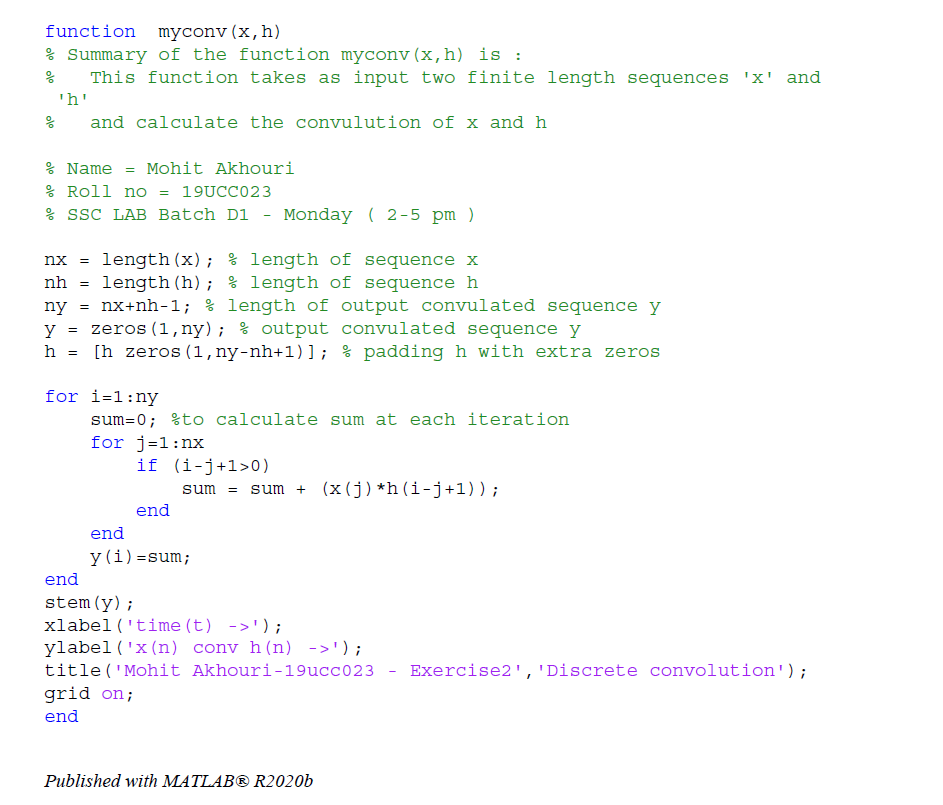 function  myconv(x,h)
% Summary of the function myconv(x,h) is :
%   This function takes as input two finite length sequences 'x' and
 'h'
%   and calculate the convulution of x and h
% Name = Mohit Akhouri
% Roll no = 19UCC023
% SSC LAB Batch D1 - Monday ( 2-5 pm )
nx = length(x); % length of sequence x
nh = length(h); % length of sequence h
ny = nx+nh-1; % length of output convulated sequence y
y = zeros(1,ny); % output convulated sequence y
h = [h zeros(1,ny-nh+1)]; % padding h with extra zeros
for i=1:ny
    sum=0; %to calculate sum at each iteration
    for j=1:nx
        if (i-j+1>0)
            sum = sum + (x(j)*h(i-j+1));
        end
    end
    y(i)=sum;
end
stem(y);
xlabel('time(t) ->');
ylabel('x(n) conv h(n) ->');
title('Mohit Akhouri-19ucc023 - Exercise2','Discrete convolution');
grid on;
end
Published with MATLAB® R2020b